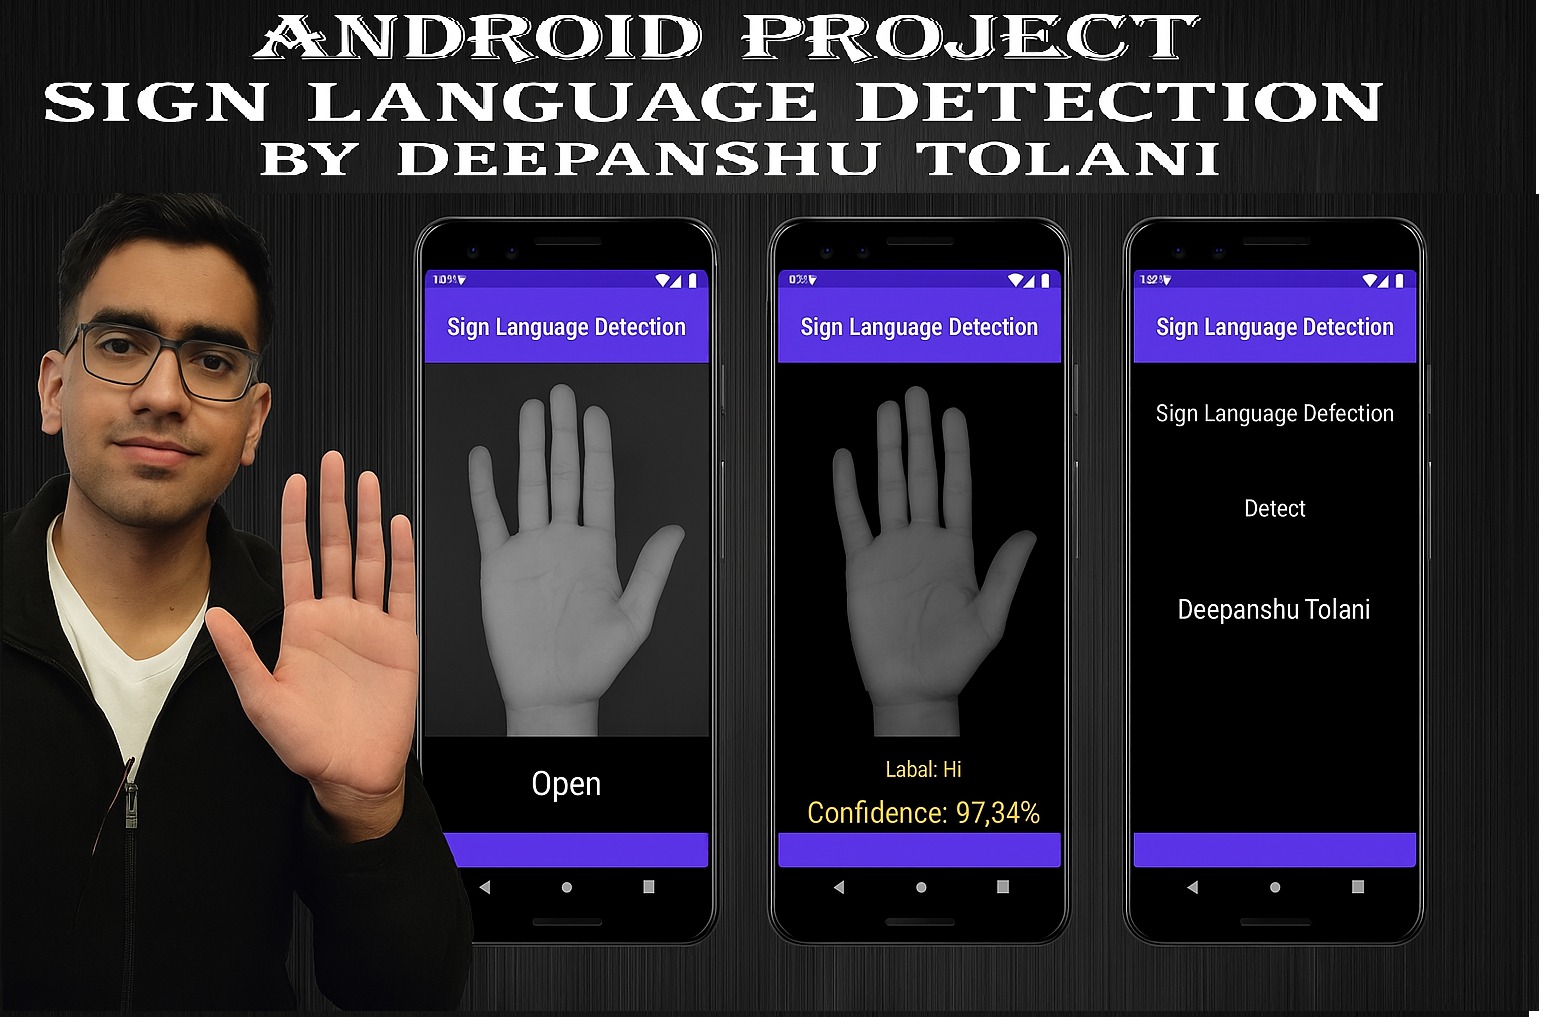 ANDROID PROJECT
SIGN LANGUAGE DETECTION
BY DEEPANSHU TOLANI
Sign Language Detection
Open
Sign Language Detection
Labal: Hi
Confidence: 97,34%
Sign Language Detection
Sign Language Defection
Detect
Deepanshu Tolani